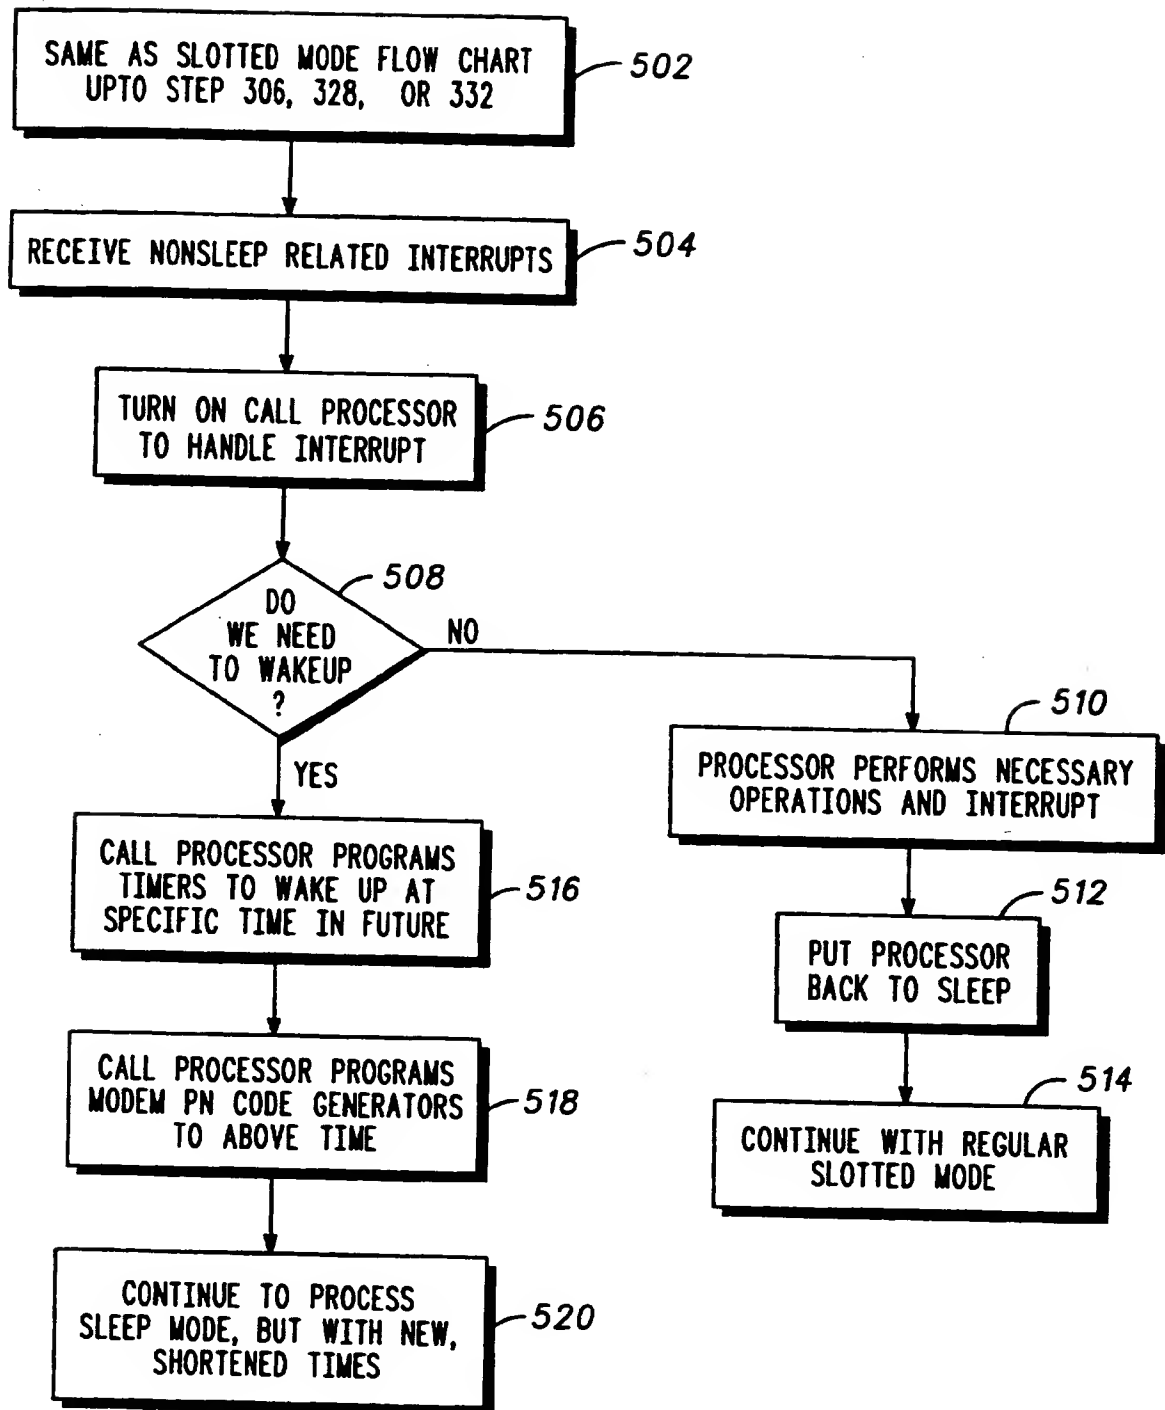 SAME AS SLOTTED MODE FLOW CHART
UPTO STEP 306, 328, OR 332
502
RECEIVE NONSLEEP RELATED INTERRUPTS
504
TURN ON CALL PROCESSOR
TO HANDLE INTERRUPT
506
DO
WE NEED
TO WAKEUP
?
508
NO
YES
510
PROCESSOR PERFORMS NECESSARY
OPERATIONS AND INTERRUPT
512
PUT PROCESSOR
BACK TO SLEEP
514
CONTINUE WITH REGULAR
SLOTTED MODE
CALL PROCESSOR PROGRAMS
TIMERS TO WAKE UP AT
SPECIFIC TIME IN FUTURE
516
CALL PROCESSOR PROGRAMS
MODEM PN CODE GENERATORS
TO ABOVE TIME
518
CONTINUE TO PROCESS
SLEEP MODE, BUT WITH NEW,
SHORTENED TIMES
520